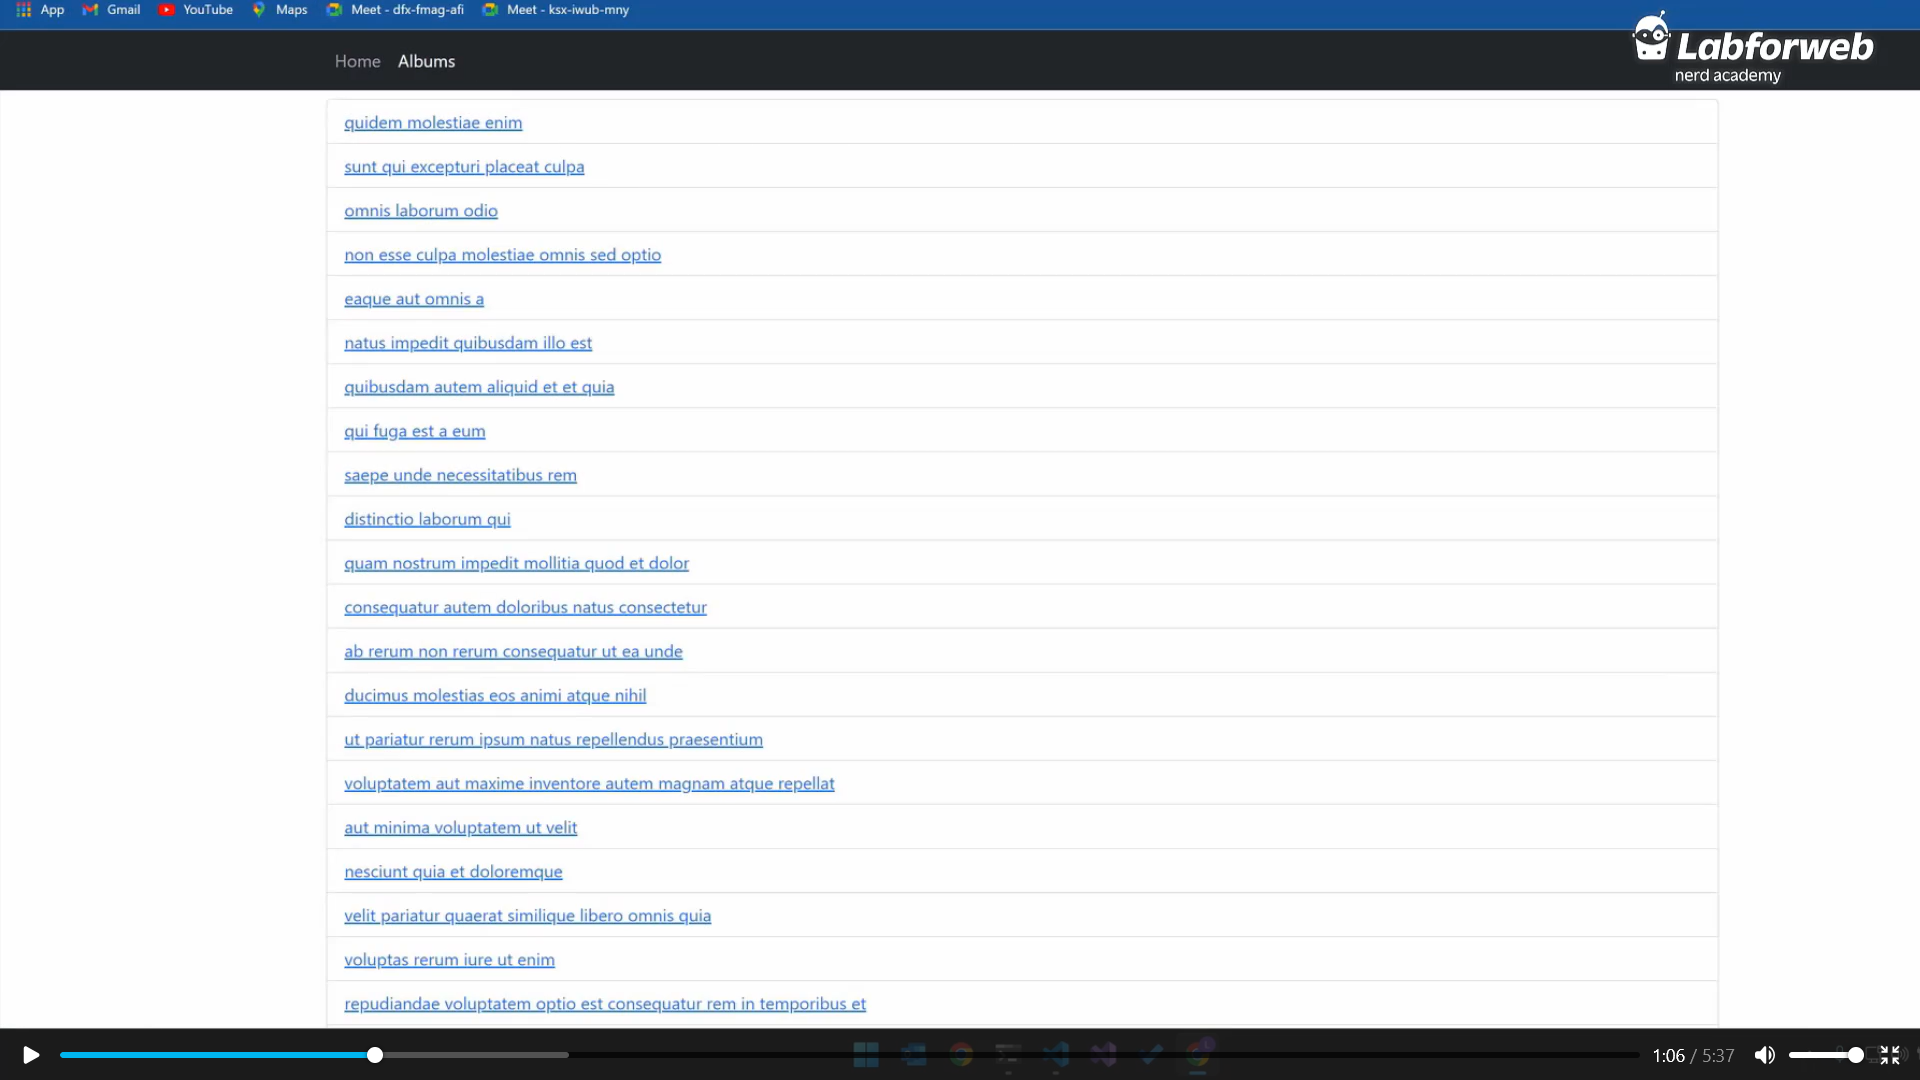 App Gmail YouTube Maps Meet - dfx-fmag-afi Meet - ksx-iwub-mny
Home Albums
Labforweb
nerd academy
quidem molestiae enim
sunt qui excepturi placeat culpa
omnis laborum odio
non esse culpa molestiae omnis sed optio
eaque aut omnis a
natus impedit quibusdam illo est
quibusdam autem aliquid et et quia
qui fuga est a eum
saepe unde necessitatibus rem
distinctio laborum qui
quam nostrum impedit mollitia quod et dolor
consequatur autem doloribus natus consectetur
ab rerum non rerum consequatur ut ea unde
ducimus molestias eos animi atque nihil
ut pariatur rerum ipsum natus repellendus praesentium
voluptatem aut maxime inventore autem magnam atque repellat
aut minima voluptatem ut velit
nesciunt quia et doloremque
velit pariatur quaerat similique libero omnis quia
voluptas rerum iure ut enim
repudiandae voluptatem optio est consequatur rem in temporibus et
1:06 / 5:37